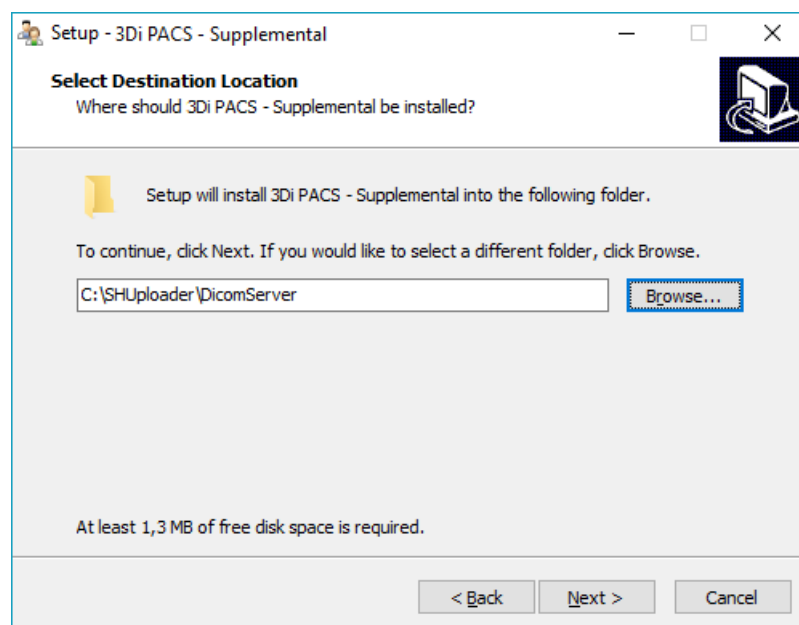 Setup - 3Di PACS - Supplemental
Select Destination Location
Where should 3Di PACS - Supplemental be installed?
Setup will install 3Di PACS - Supplemental into the following folder.
To continue, click Next. If you would like to select a different folder, click Browse.
C:\SHUploader\DicomServer
Browse...
At least 1,3 MB of free disk space is required.
< Back
Next >
Cancel